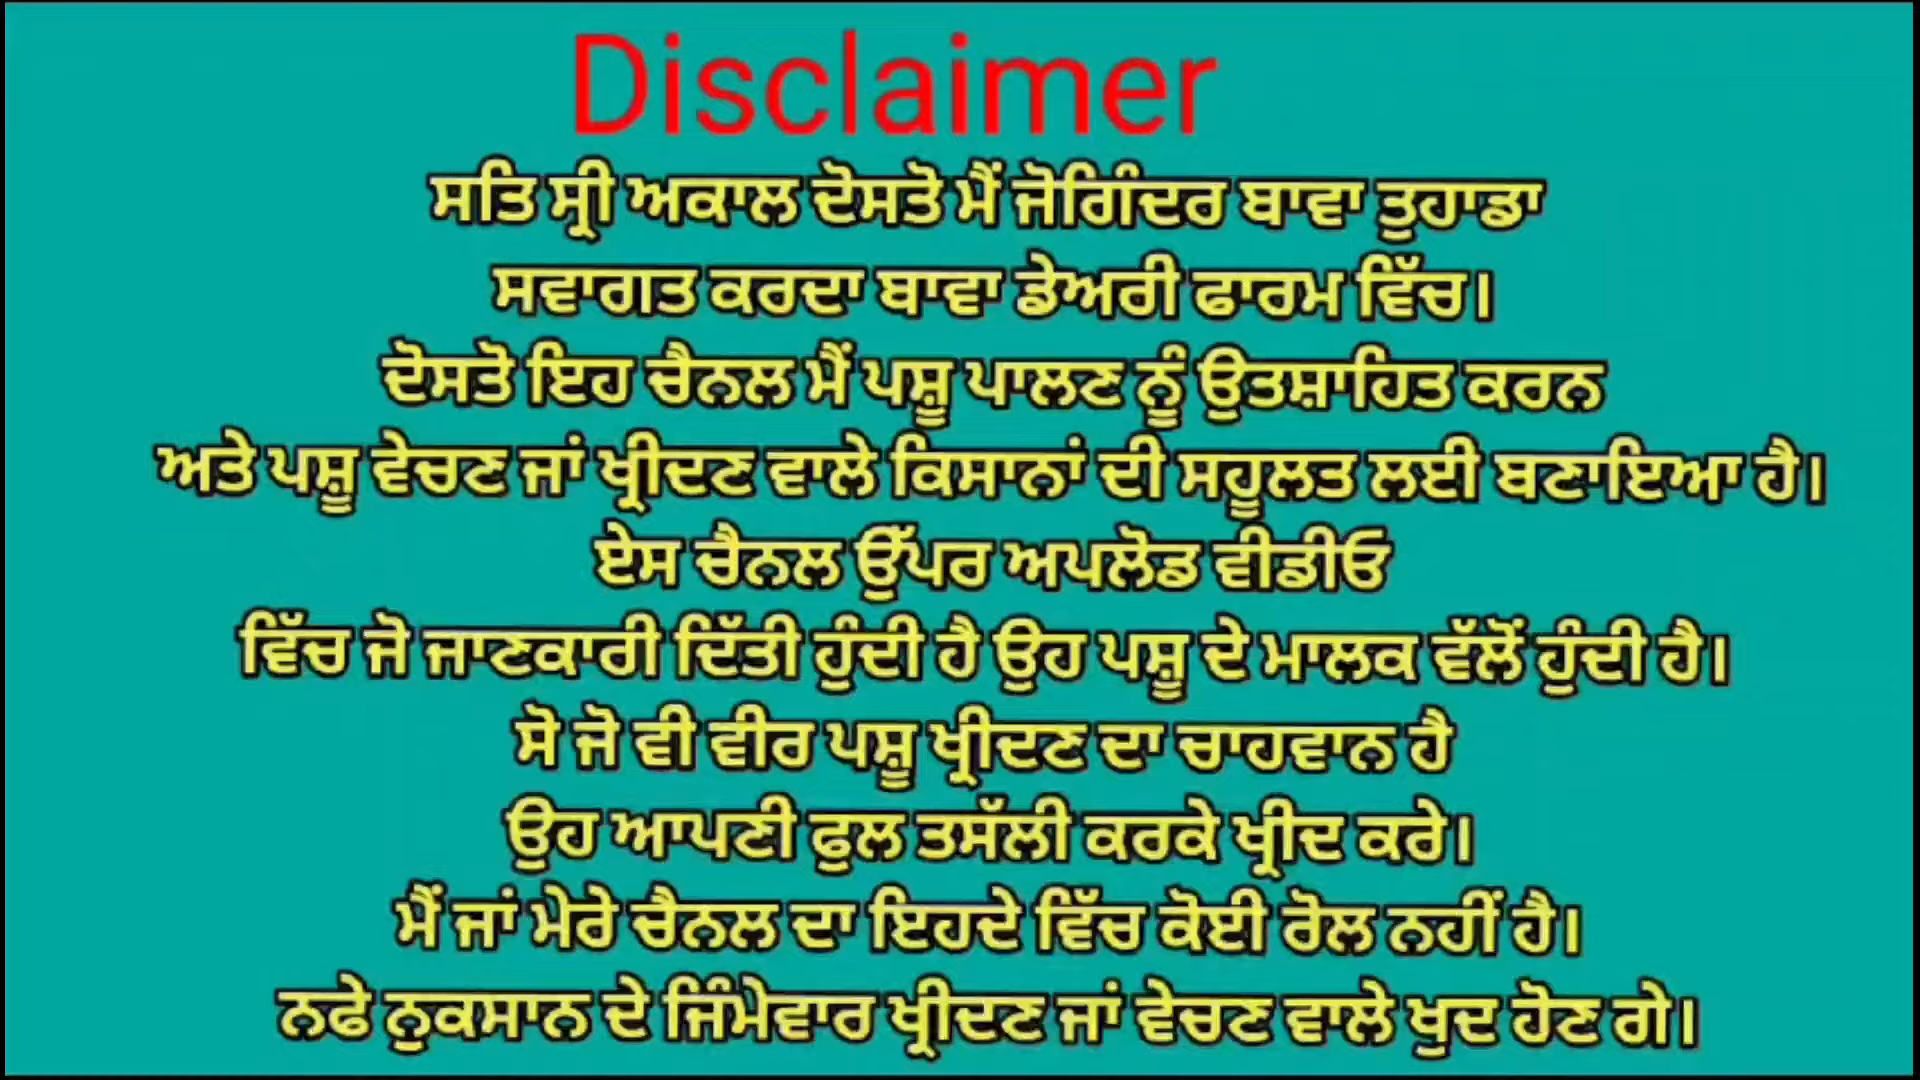 Disclaimer
ਸਤਿ ਸ੍ਰੀ ਅਕਾਲ ਦੋਸਤੋ ਮੈਂ ਜੋਗਿੰਦਰ ਬਾਵਾ ਤੁਹਾਡਾ
ਸਵਾਗਤ ਕਰਦਾ ਬਾਵਾ ਡੇਅਰੀ ਫਾਰਮ ਵਿੱਚ।
ਦੋਸਤੋ ਇਹ ਚੈਨਲ ਮੈਂ ਪਸ਼ੂ ਪਾਲਣ ਨੂੰ ਉਤਸ਼ਾਹਿਤ ਕਰਨ
ਅਤੇ ਪਸ਼ੂ ਵੇਚਣ ਜਾਂ ਖ੍ਰੀਦਣ ਵਾਲੇ ਕਿਸਾਨਾਂ ਦੀ ਸਹੂਲਤ ਲਈ ਬਣਾਇਆ ਹੈ।
ਏਸ ਚੈਨਲ ਉੱਪਰ ਅਪਲੋਡ ਵੀਡੀਓ
ਵਿੱਚ ਜੋ ਜਾਣਕਾਰੀ ਦਿੱਤੀ ਹੁੰਦੀ ਹੈ ਉਹ ਪਸ਼ੂ ਦੇ ਮਾਲਕ ਵੱਲੋਂ ਹੁੰਦੀ ਹੈ।
ਸੋ ਜੋ ਵੀ ਵੀਰ ਪਸ਼ੂ ਖ੍ਰੀਦਣ ਦਾ ਚਾਹਵਾਨ ਹੈ
ਉਹ ਆਪਣੀ ਫੁਲ ਤਸੱਲੀ ਕਰਕੇ ਖ੍ਰੀਦ ਕਰੇ।
ਮੈਂ ਜਾਂ ਮੇਰੇ ਚੈਨਲ ਦਾ ਇਹਦੇ ਵਿੱਚ ਕੋਈ ਰੋਲ ਨਹੀਂ ਹੈ।
ਨਫੇ ਨੁਕਸਾਨ ਦੇ ਜਿੰਮੇਵਾਰ ਖ੍ਰੀਦਣ ਜਾਂ ਵੇਚਣ ਵਾਲੇ ਖੁਦ ਹੋਣ ਗੇ।